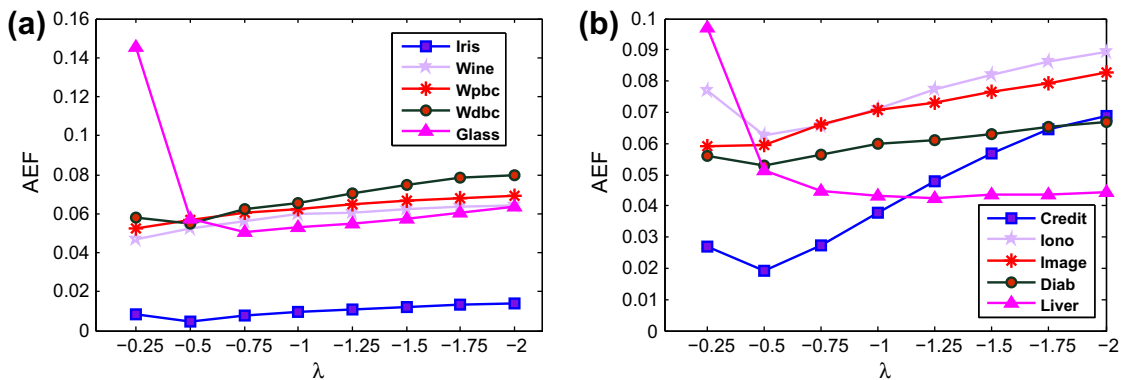 (a)
AEF
0.16
0.14
0.12
0.1
0.08
0.06
0.04
0.02
0
−0.25 −0.5 −0.75 −1 −1.25 −1.5 −1.75 −2
λ
Iris
Wine
Wpbc
Wdbc
Glass
(b)
AEF
0.1
0.09
0.08
0.07
0.06
0.05
0.04
0.03
0.02
0.01
0
−0.25 −0.5 −0.75 −1 −1.25 −1.5 −1.75 −2
λ
Credit
Iono
Image
Diab
Liver